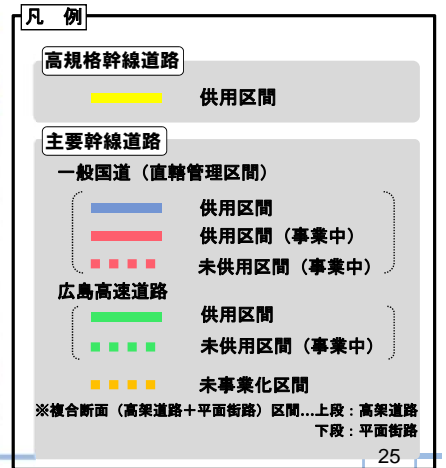 凡 例
高規格幹線道路
供用区間
主要幹線道路
一般国道（直轄管理区間）
供用区間
供用区間（事業中）
未供用区間（事業中）
広島高速道路
供用区間
未供用区間（事業中）
未事業化区間
※複合断面（高架道路＋平面街路）区間…上段：高架道路
下段：平面街路
25